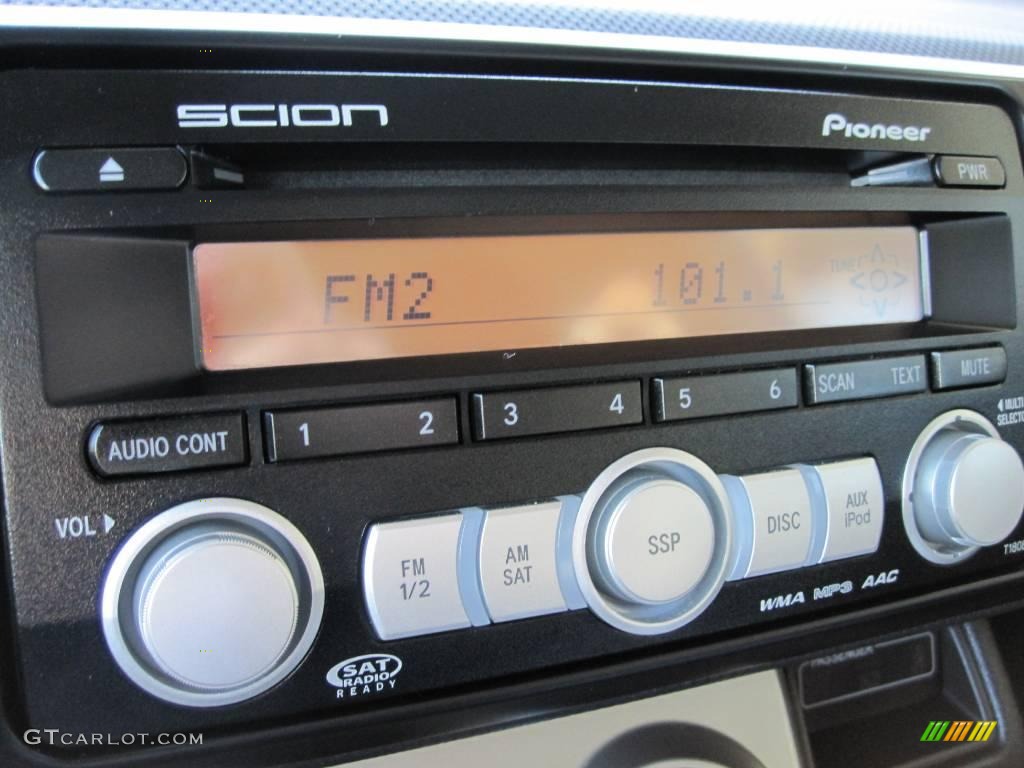 SCION
Pioneer
PWR
FM2 101.1
TUNE
AUDIO CONT
1 2
3 4
5 6
SCAN TEXT
MUTE
VOL
FM 1/2
AM SAT
SSP
DISC
AUX iPod
WMA MP3 AAC
SAT RADIO READY
PASSENGER
GTCARLOT.COM